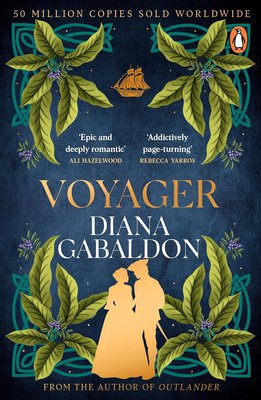 50 MILLION COPIES SOLD WORLDWIDE
‘Epic and
deeply romantic’
ALI HAZELWOOD
‘Addictively
page-turning’
REBECCA YARROS
VOYAGER
DIANA
GABALDON
FROM THE AUTHOR OF OUTLANDER